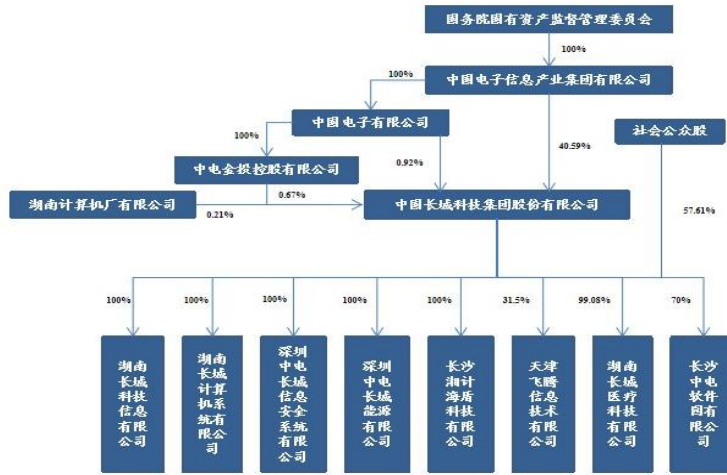 国务院国有资产监督管理委员会
100%
中国电子信息产业集团有限公司
100%
中国电子有限公司
社会公众股
100%
0.92%
40.59%
中电金投控股有限公司
0.67%
湖南计算机厂有限公司
0.21%
中国长城科技集团股份有限公司
57.61%
100%
100%
100%
100%
100%
31.5%
99.08%
70%
湖南长城科技信息有限公司
湖南长城计算机系统有限公司
深圳中电长城信息安全系统有限公司
深圳中电长城能源有限公司
长沙湘计海盾科技有限公司
天津飞腾信息技术有限公司
湖南长城医疗科技有限公司
长沙中电软件园有限公司